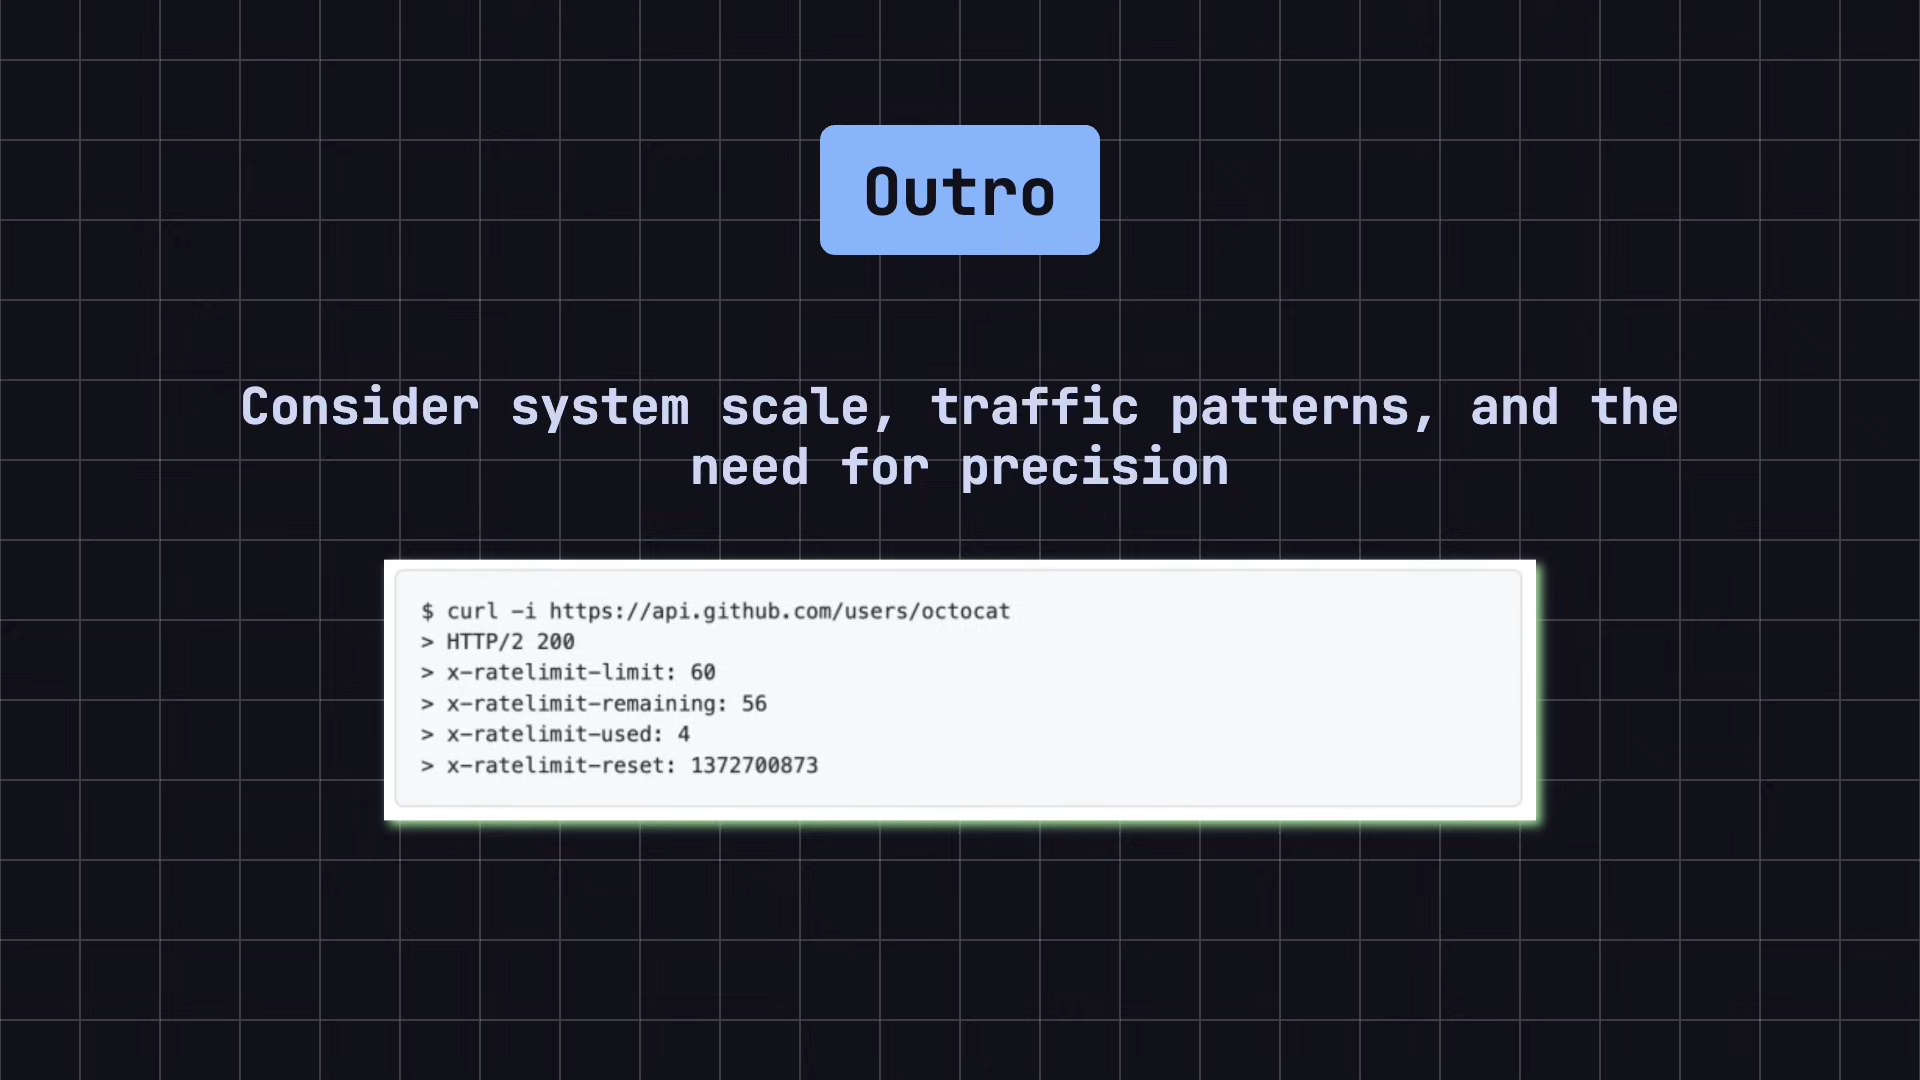 Outro
Consider system scale, traffic patterns, and the
need for precision
$ curl -i https://api.github.com/users/octocat
> HTTP/2 200
> x-ratelimit-limit: 60
> x-ratelimit-remaining: 56
> x-ratelimit-used: 4
> x-ratelimit-reset: 1372700873